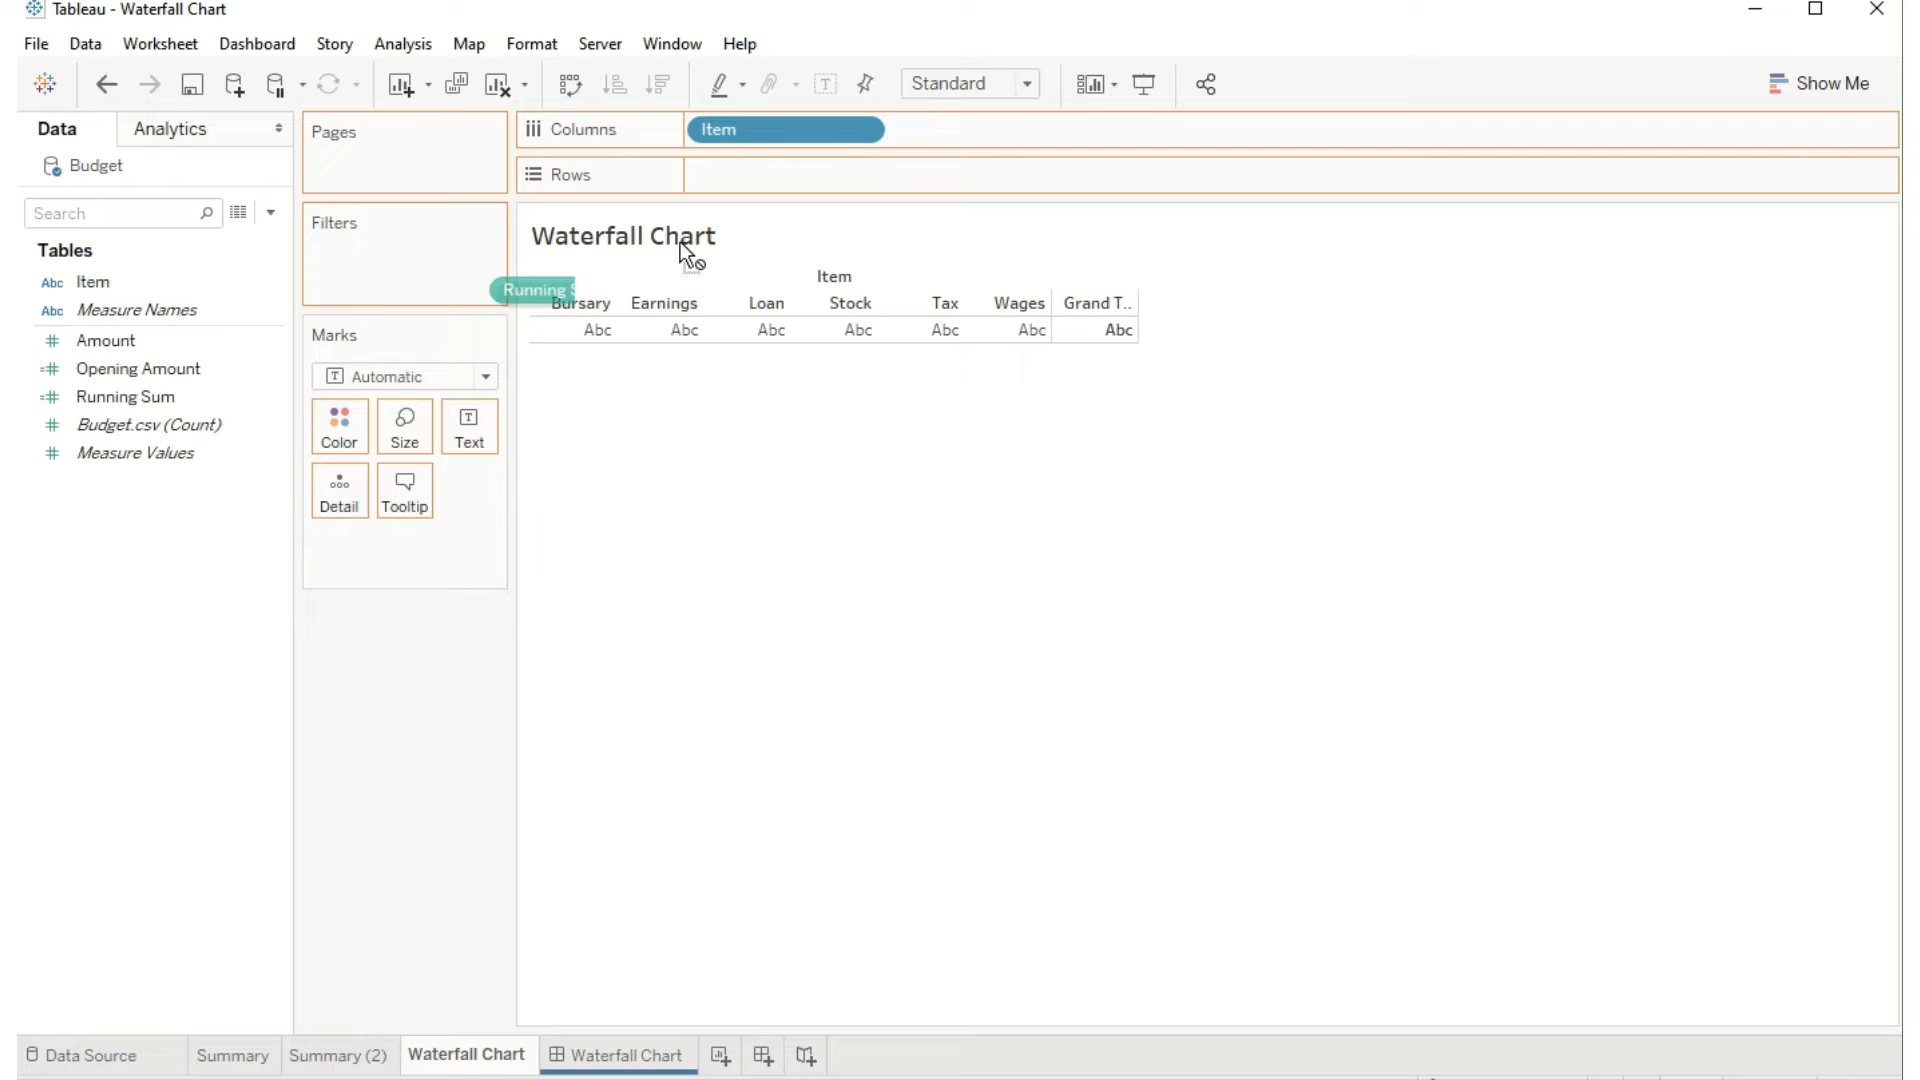 Tableau - Waterfall Chart
File Data Worksheet Dashboard Story Analysis Map Format Server Window Help
Standard
Show Me
Data
Analytics
Budget
Search
Tables
Abc Item
Abc Measure Names
# Amount
=# Opening Amount
=# Running Sum
# Budget.csv (Count)
# Measure Values
Pages
Filters
Running S
Marks
T Automatic
Color
Size
T Text
Detail
Tooltip
Columns
Item
Rows
Waterfall Chart
Item
Bursary Earnings Loan Stock Tax Wages Grand T..
Abc Abc Abc Abc Abc Abc Abc
Data Source
Summary
Summary (2)
Waterfall Chart
Waterfall Chart